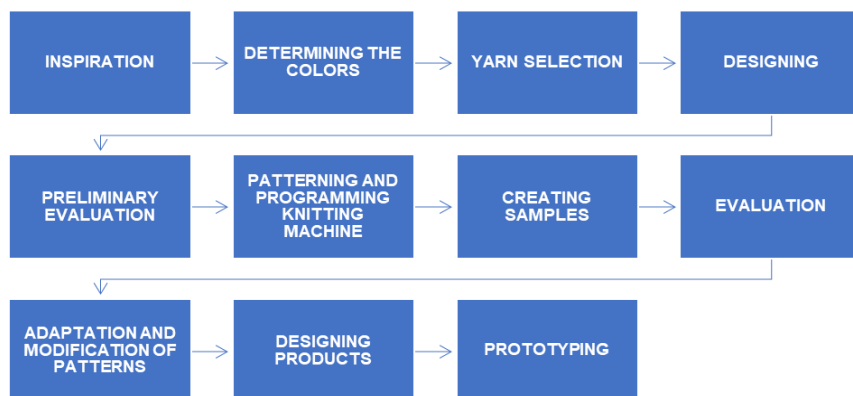 INSPIRATION
DETERMINING THE
COLORS
YARN SELECTION
DESIGNING
PRELIMINARY
EVALUATION
PATTERNING AND
PROGRAMMING
KNITTING
MACHINE
CREATING
SAMPLES
EVALUATION
ADAPTATION AND
MODIFICATION OF
PATTERNS
DESIGNING
PRODUCTS
PROTOTYPING